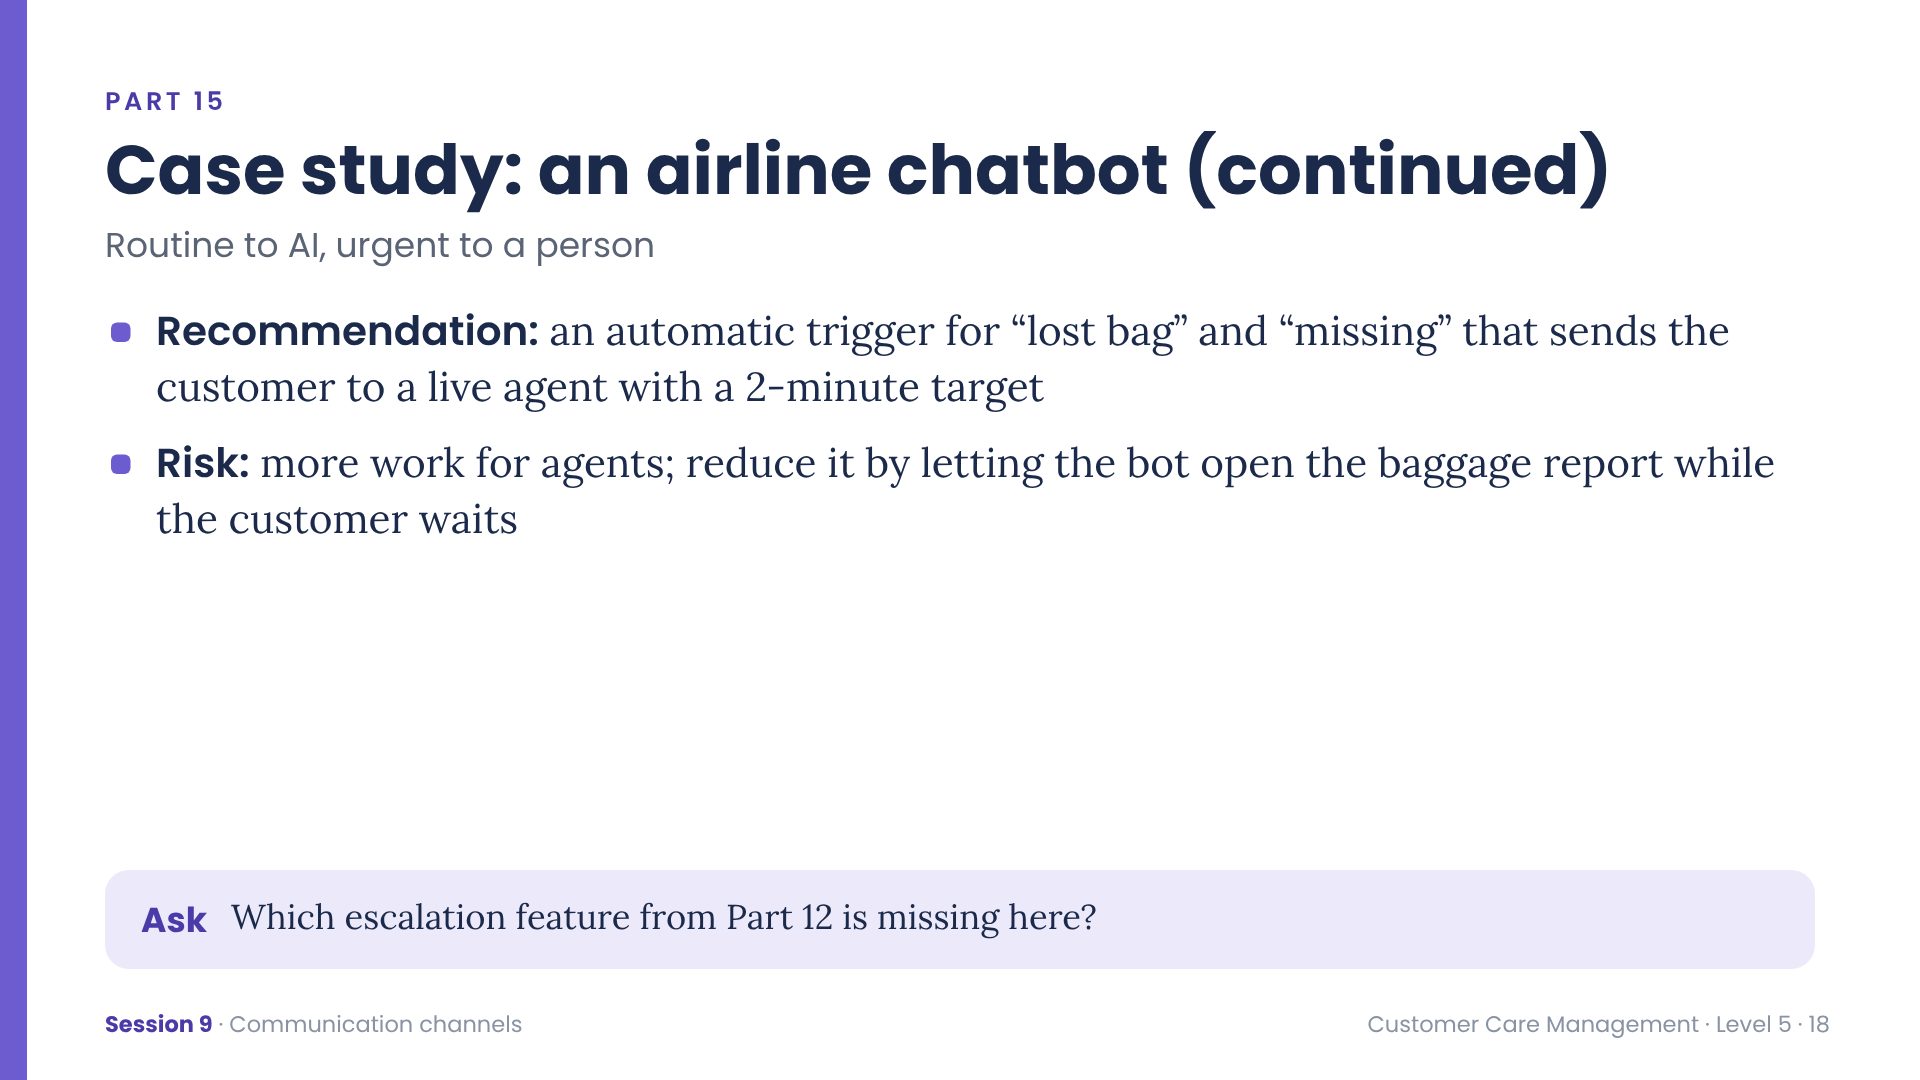 PART 15
Case study: an airline chatbot (continued)
Routine to AI, urgent to a person
Recommendation: an automatic trigger for “lost bag” and “missing” that sends the
customer to a live agent with a 2-minute target
Risk: more work for agents; reduce it by letting the bot open the baggage report while
the customer waits
Ask Which escalation feature from Part 12 is missing here?
Session 9 · Communication channels
Customer Care Management · Level 5 · 18